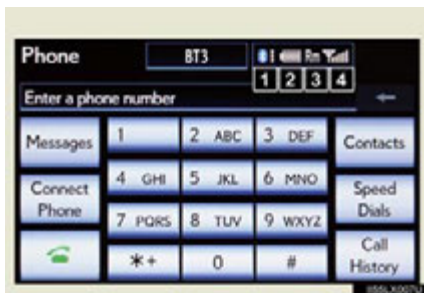 Phone BT3 Rm
1 2 3 4
Enter a phone number
Messages 1 2 ABC 3 DEF Contacts
Connect Phone 4 GHI 5 JKL 6 MNO Speed Dials
7 PQRS 8 TUV 9 WXYZ
*+ 0 # Call History